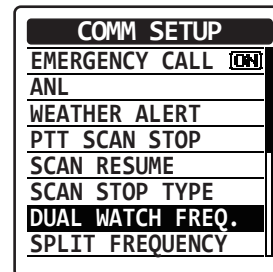 COMM SETUP
EMERGENCY CALL ON
ANL
WEATHER ALERT
PTT SCAN STOP
SCAN RESUME
SCAN STOP TYPE
DUAL WATCH FREQ.
SPLIT FREQUENCY